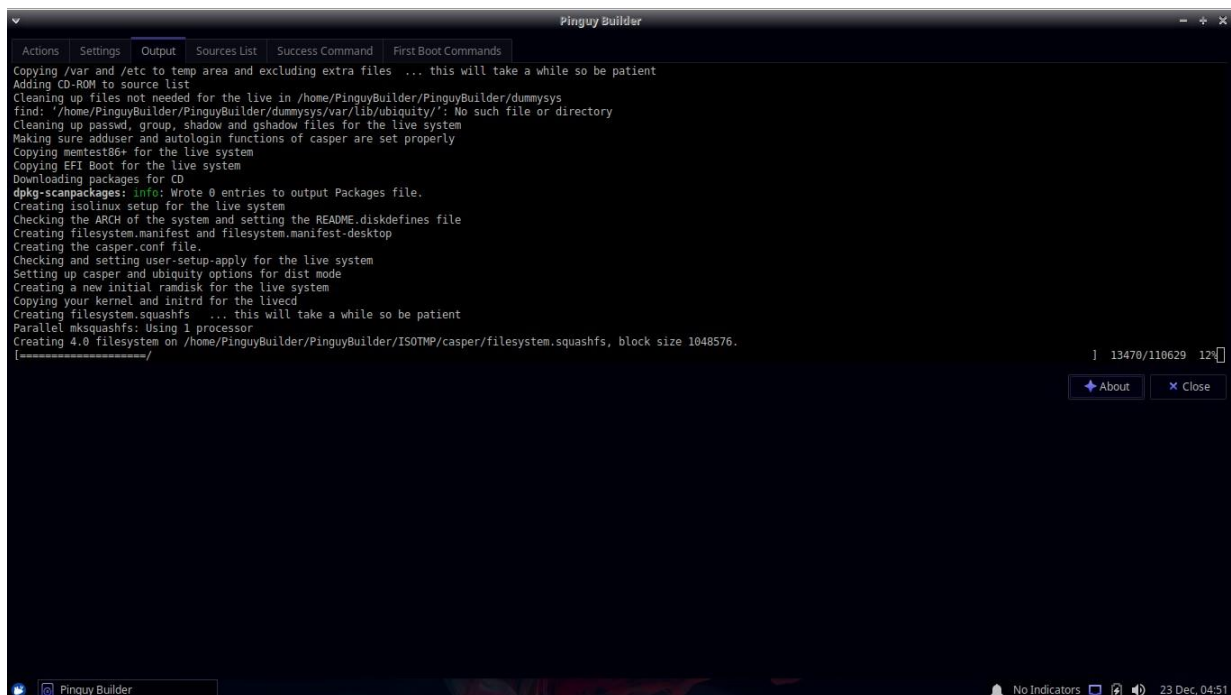 Pinguy Builder
Actions Settings Output Sources List Success Command First Boot Commands
Copying /var and /etc to temp area and excluding extra files ... this will take a while so be patient
Adding CD-ROM to source list
Cleaning up files not needed for the live in /home/PinguyBuilder/PinguyBuilder/dummysys
find: ‘/home/PinguyBuilder/PinguyBuilder/dummysys/var/lib/ubiquity/’: No such file or directory
Cleaning up passwd, group, shadow and gshadow files for the live system
Making sure adduser and autologin functions of casper are set properly
Copying memtest86+ for the live system
Copying EFI Boot for the live system
Downloading packages for CD
dpkg-scanpackages: info: Wrote 0 entries to output Packages file.
Creating isolinux setup for the live system
Checking the ARCH of the system and setting the README.diskdefines file
Creating filesystem.manifest and filesystem.manifest-desktop
Creating the casper.conf file.
Checking and setting user-setup-apply for the live system
Setting up casper and ubiquity options for dist mode
Creating a new initial ramdisk for the live system
Copying your kernel and initrd for the livecd
Creating filesystem.squashfs ... this will take a while so be patient
Parallel mksquashfs: Using 1 processor
Creating 4.0 filesystem on /home/PinguyBuilder/PinguyBuilder/ISOTMP/casper/filesystem.squashfs, block size 1048576.
[====================/ ] 13470/110629 12%
About Close
Pinguy Builder No Indicators 23 Dec, 04:51